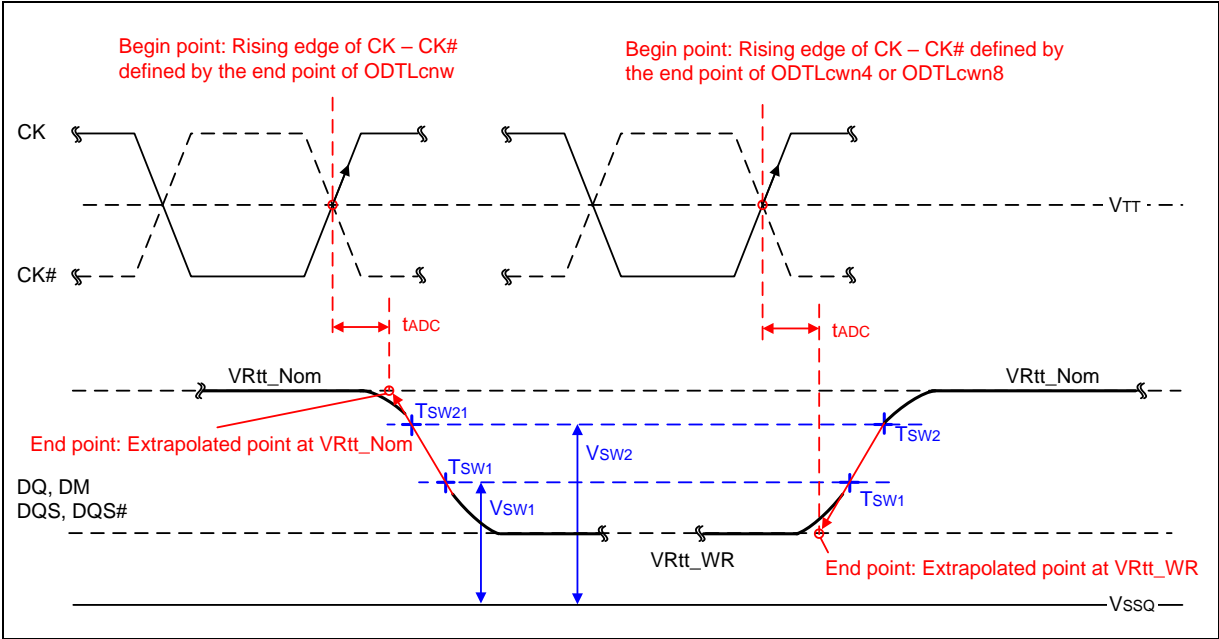 Begin point: Rising edge of CK – CK#
defined by the end point of ODTLcnw
Begin point: Rising edge of CK – CK# defined by
the end point of ODTLcwn4 or ODTLcwn8
CK
VTT
CK#
tADC
tADC
VRtt_Nom
VRtt_Nom
TSW21
End point: Extrapolated point at VRtt_Nom
VSW2
TSW2
TSW1
DQ, DM
DQS, DQS#
VSW1
TSW1
VRtt_WR
End point: Extrapolated point at VRtt_WR
VSSQ